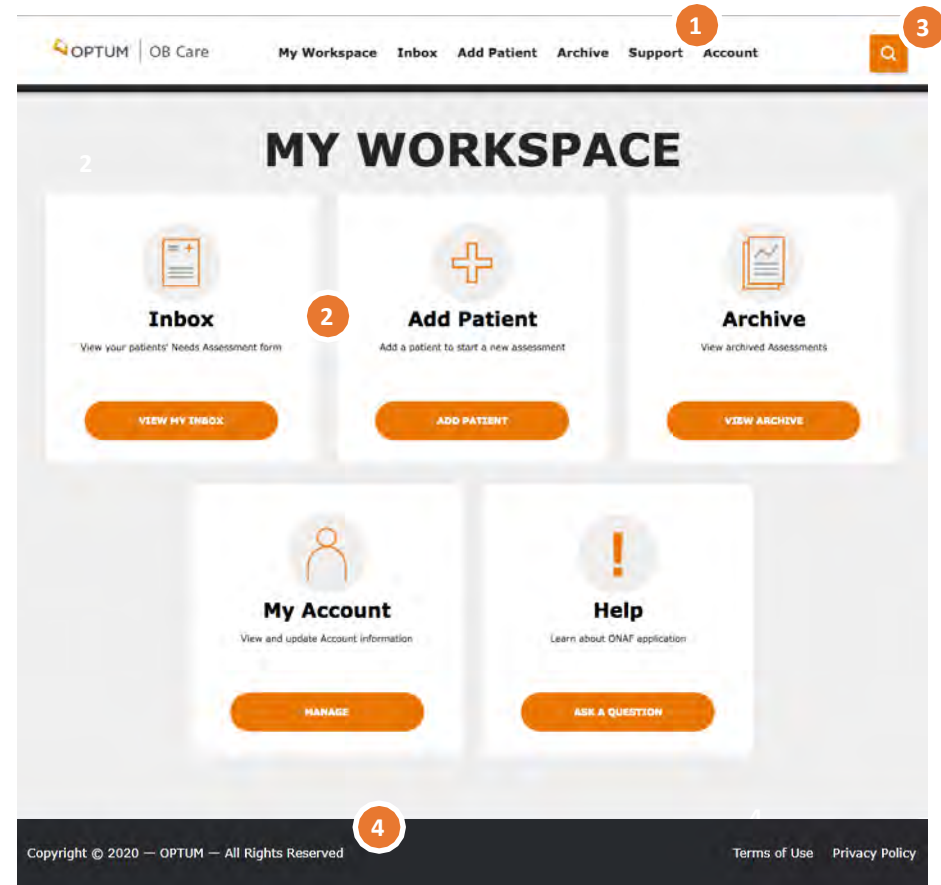 1
3
OPTUM | OB Care My Workspace Inbox Add Patient Archive Support Account
MY WORKSPACE
2
Inbox 2 Add Patient Archive
View your patients' Needs Assessment form Add a patient to start a new assessment View archived Assessments
VIEW MY INBOX ADD PATIENT VIEW ARCHIVE
!
My Account Help
View and update Account information Learn about ONAF application
MANAGE ASK A QUESTION
4
4
Copyright © 2020 — OPTUM — All Rights Reserved Terms of Use Privacy Policy